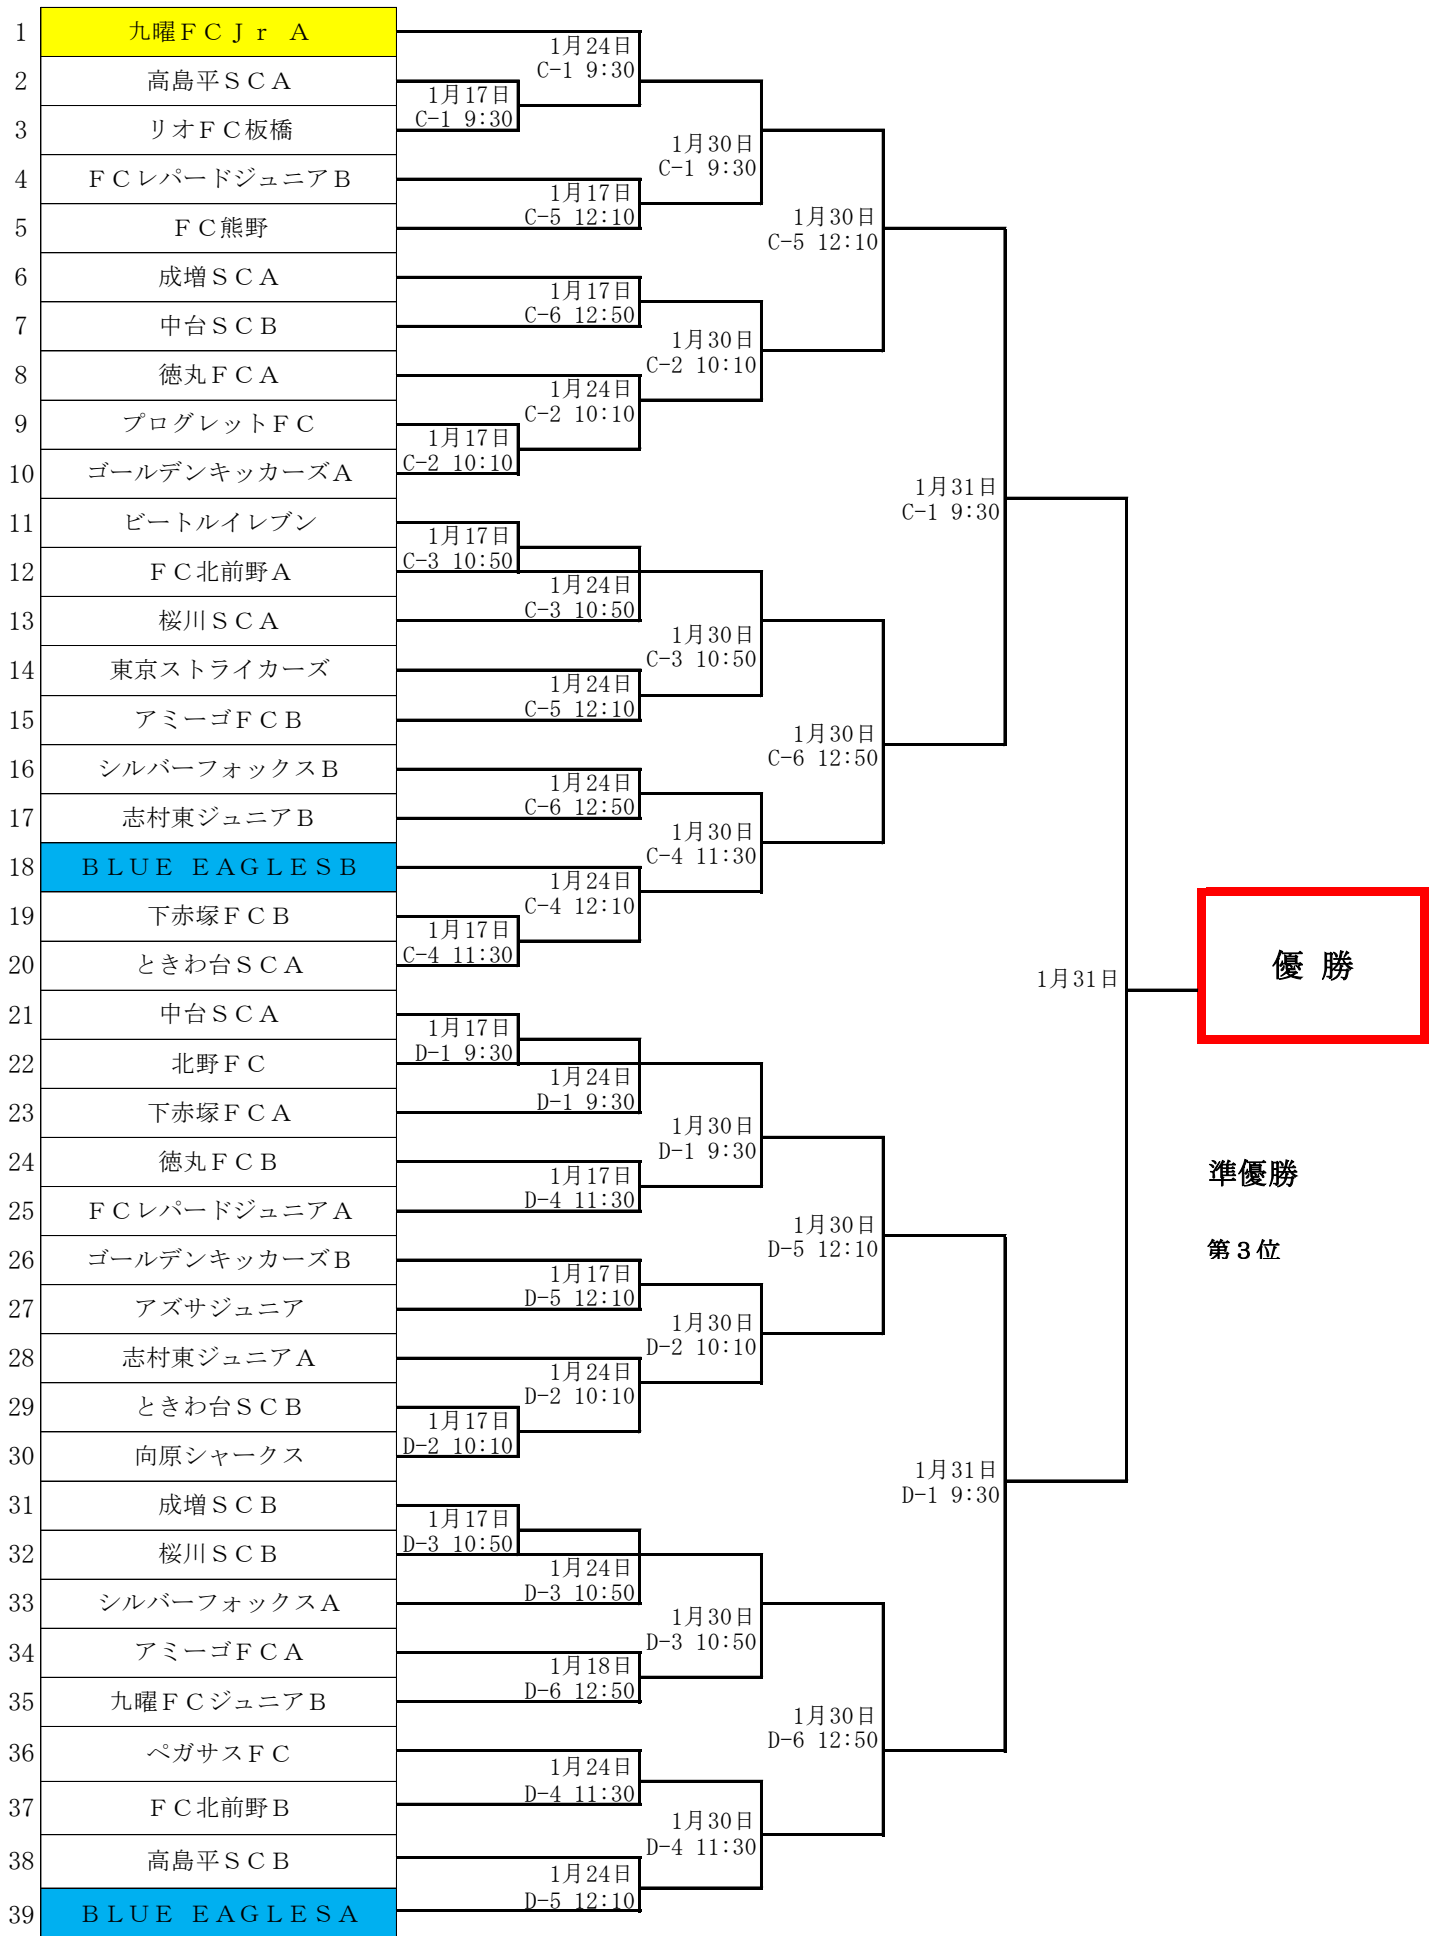 1 九曜ＦＣＪｒ Ａ
2 高島平ＳＣＡ
3 リオＦＣ板橋
4 ＦＣレパードジュニアＢ
5 ＦＣ熊野
6 成増ＳＣＡ
7 中台ＳＣＢ
8 徳丸ＦＣＡ
9 プログレットＦＣ
10 ゴールデンキッカーズＡ
11 ビートルイレブン
12 ＦＣ北前野Ａ
13 桜川ＳＣＡ
14 東京ストライカーズ
15 アミーゴＦＣＢ
16 シルバーフォックスＢ
17 志村東ジュニアＢ
18 ＢＬＵＥ ＥＡＧＬＥＳＢ
19 下赤塚ＦＣＢ
20 ときわ台ＳＣＡ
21 中台ＳＣＡ
22 北野ＦＣ
23 下赤塚ＦＣＡ
24 徳丸ＦＣＢ
25 ＦＣレパードジュニアＡ
26 ゴールデンキッカーズＢ
27 アズサジュニア
28 志村東ジュニアＡ
29 ときわ台ＳＣＢ
30 向原シャークス
31 成増ＳＣＢ
32 桜川ＳＣＢ
33 シルバーフォックスＡ
34 アミーゴＦＣＡ
35 九曜ＦＣジュニアＢ
36 ペガサスＦＣ
37 ＦＣ北前野Ｂ
38 高島平ＳＣＢ
39 ＢＬＵＥ ＥＡＧＬＥＳＡ
1月17日
C-1 9:30
1月17日
C-2 10:10
1月17日
C-3 10:50
1月17日
C-4 11:30
1月17日
D-1 9:30
1月17日
D-2 10:10
1月17日
D-3 10:50
1月24日
C-1 9:30
1月17日
C-5 12:10
1月17日
C-6 12:50
1月24日
C-2 10:10
1月24日
C-3 10:50
1月24日
C-5 12:10
1月24日
C-6 12:50
1月24日
C-4 12:10
1月24日
D-1 9:30
1月17日
D-4 11:30
1月17日
D-5 12:10
1月24日
D-2 10:10
1月24日
D-3 10:50
1月18日
D-6 12:50
1月24日
D-4 11:30
1月24日
D-5 12:10
1月30日
C-1 9:30
1月30日
C-2 10:10
1月30日
C-3 10:50
1月30日
C-4 11:30
1月30日
D-1 9:30
1月30日
D-2 10:10
1月30日
D-3 10:50
1月30日
D-4 11:30
1月30日
C-5 12:10
1月30日
C-6 12:50
1月30日
D-5 12:10
1月30日
D-6 12:50
1月31日
C-1 9:30
1月31日
D-1 9:30
1月31日
優 勝
準優勝
第３位